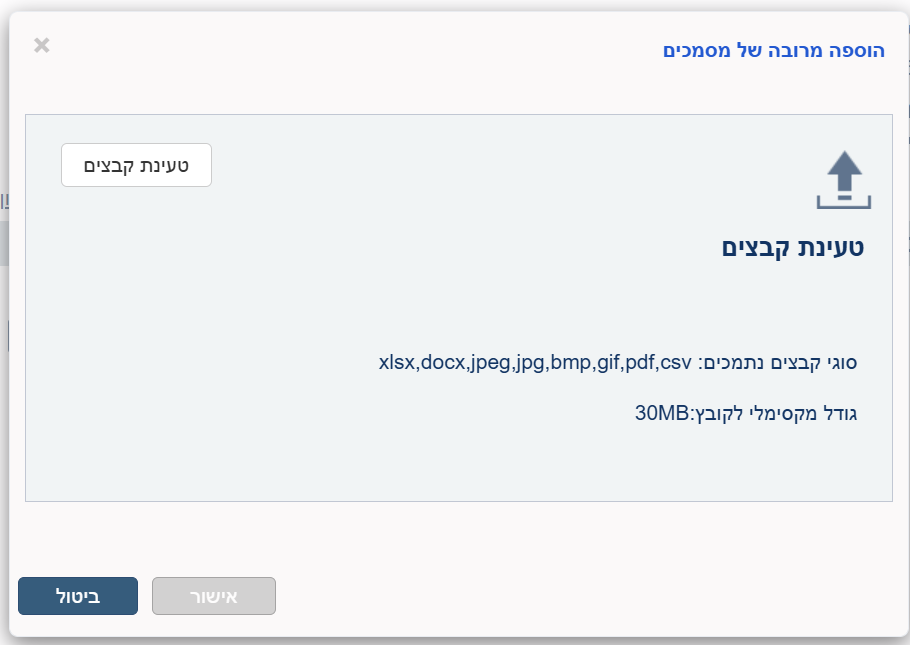 הוספה מרובה של מסמכים
טעינת קבצים
טעינת קבצים
סוגי קבצים נתמכים: xlsx,docx,jpeg,jpg,bmp,gif,pdf,csv
גודל מקסימלי לקובץ:30MB
אישור
ביטול